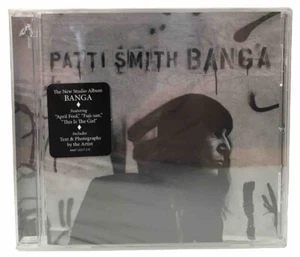 PATTI SMITH BANGA
The New Studio Album
BANGA
Featuring
"April Fool," "Fuji-san,"
"This Is The Girl"
Includes
Text & Photographs
by the Artist